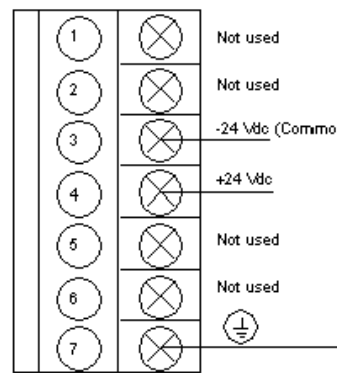 1 Not used
2 Not used
3 -24 Vdc (Commo
4 +24 Vdc
5 Not used
6 Not used
7